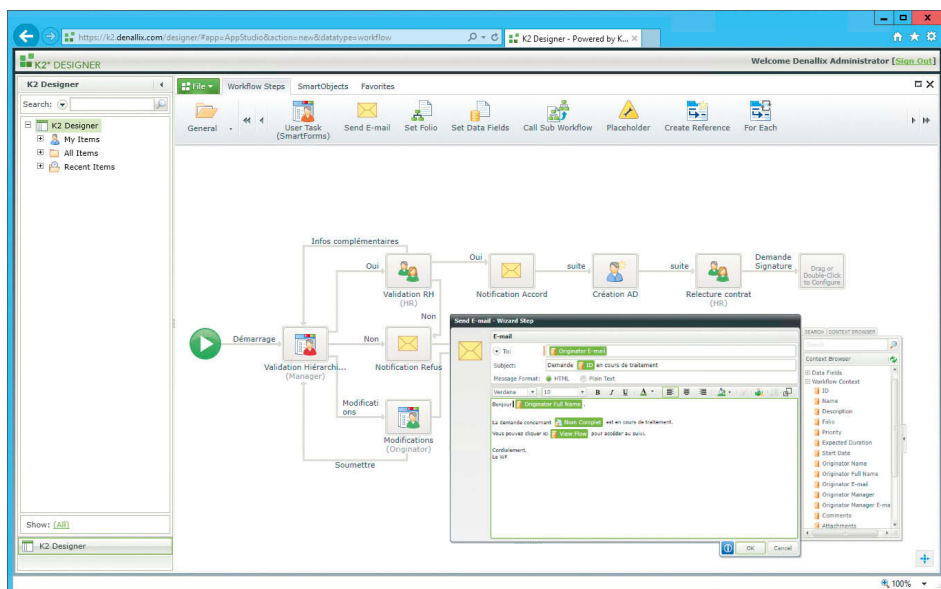 https://k2.denallix.com/designer/#app=AppStudio&action=new&datatype=workflow
K2 Designer - Powered by K...
K2* DESIGNER
Welcome Denallix Administrator [Sign Out]
K2 Designer
File
Workflow Steps
SmartObjects
Favorites
Search:
K2 Designer
My Items
All Items
Recent Items
General
User Task
(SmartForms)
Send E-mail
Set Folio
Set Data Fields
Call Sub Workflow
Placeholder
Create Reference
For Each
Infos complémentaires
Oui
Oui
suite
suite
Demande
Signature
Drag or
Double-Click
to Configure
Validation RH
(HR)
Notification Accord
Création AD
Relecture contrat
(HR)
Non
Démarrage
Non
Validation Hiérarchi...
(Manager)
Notification Refus
Modificati
ons
Modifications
(Originator)
Soumettre
Send E-mail - Wizard Step
E-mail
To:
Originator E-mail
Subject:
Demande ID en cours de traitement
Message Format: HTML Plain Text
Verdana 10 B I U A
Bonjour Originator Full Name ,
La demande concernant Nom Complet est en cours de traitement.
Vous pouvez cliquer ici View Flow pour accéder au suivi.
Cordialement,
Le WF
OK
Cancel
SEARCH
CONTEXT BROWSER
Search
Context Browser
Data Fields
Workflow Context
ID
Name
Description
Folio
Priority
Expected Duration
Start Date
Originator Name
Originator Full Name
Originator E-mail
Originator Manager
Originator Manager E-ma
Comments
Attachments
Show: (All)
K2 Designer
100%